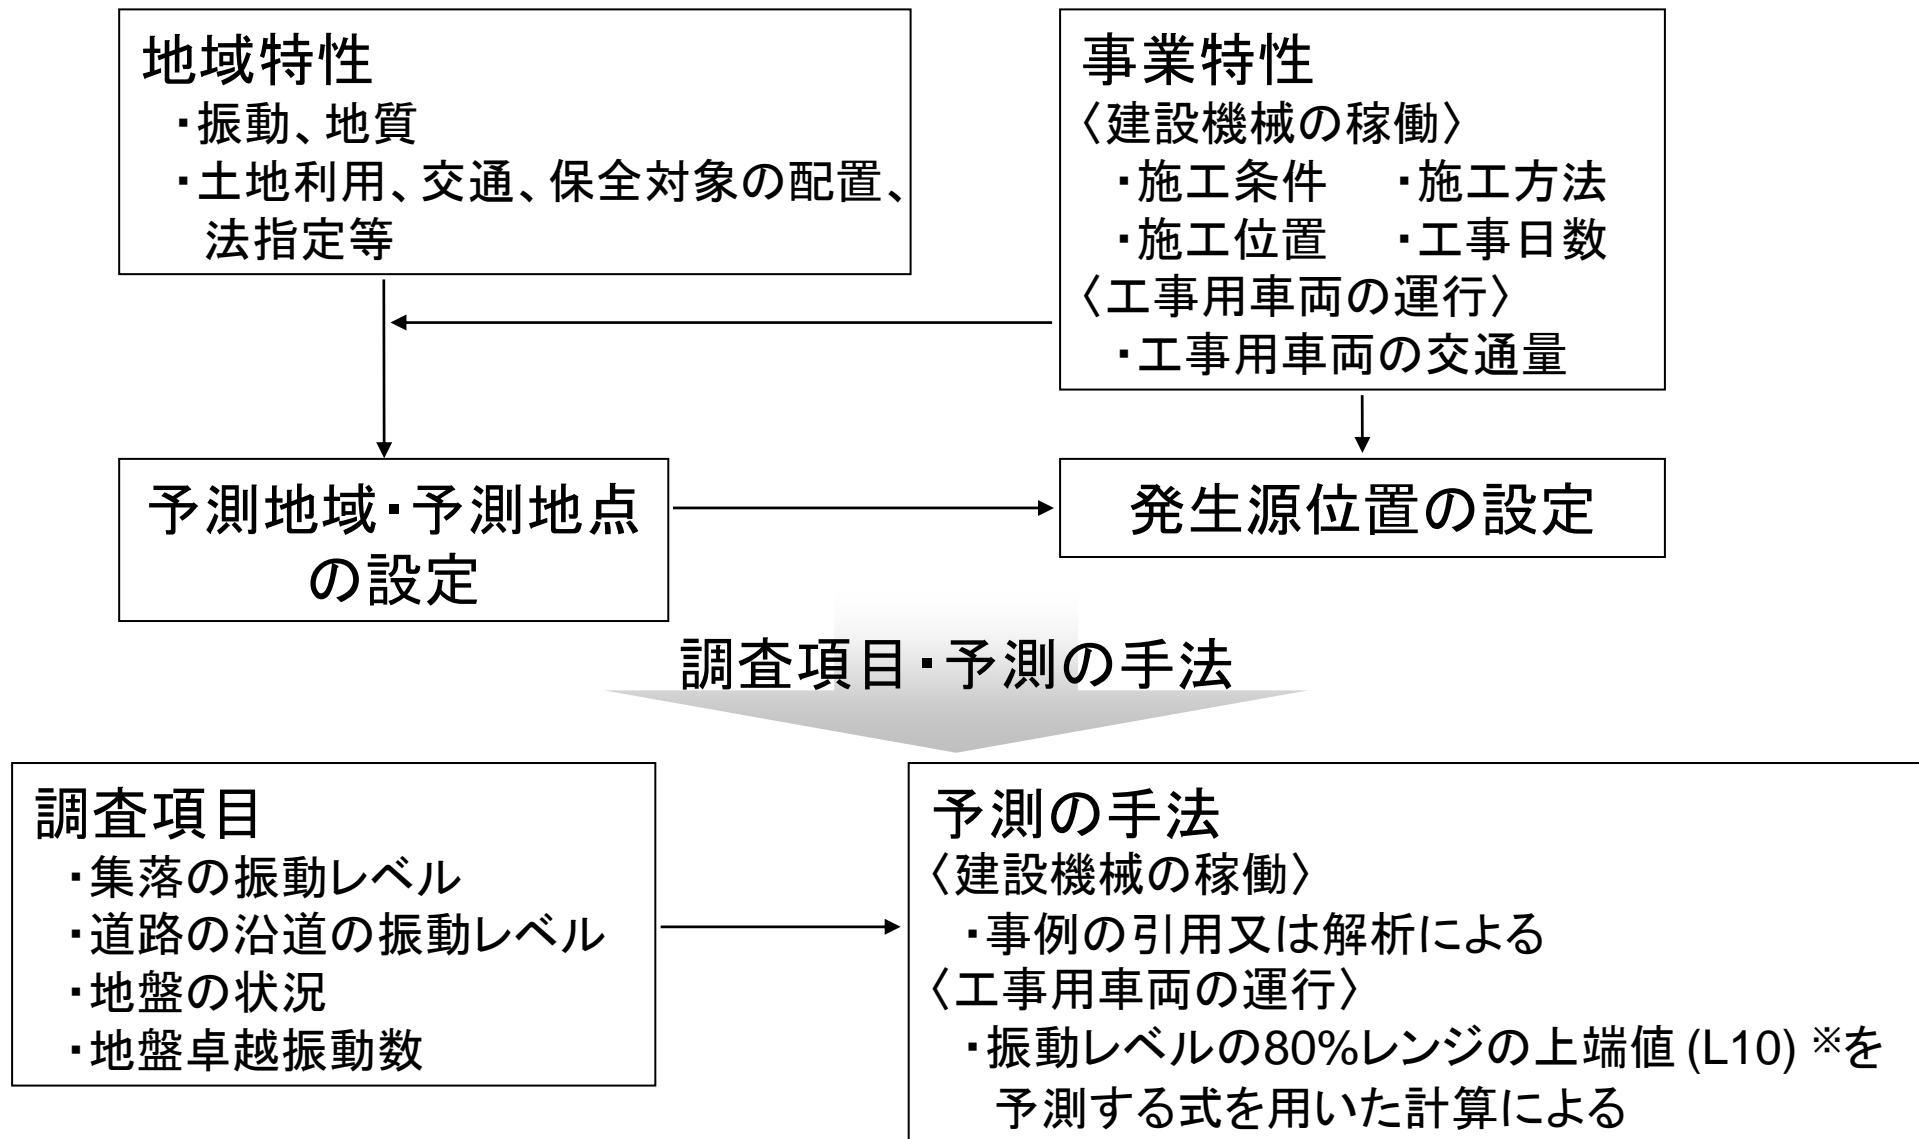 地域特性
・振動、地質
・土地利用、交通、保全対象の配置、
法指定等
事業特性
〈建設機械の稼働〉
・施工条件　・施工方法
・施工位置　・工事日数
〈工事用車両の運行〉
・工事用車両の交通量
予測地域・予測地点
の設定
発生源位置の設定
調査項目・予測の手法
調査項目
・集落の振動レベル
・道路の沿道の振動レベル
・地盤の状況
・地盤卓越振動数
予測の手法
〈建設機械の稼働〉
・事例の引用又は解析による
〈工事用車両の運行〉
・振動レベルの80%レンジの上端値 (L10) ※を
予測する式を用いた計算による